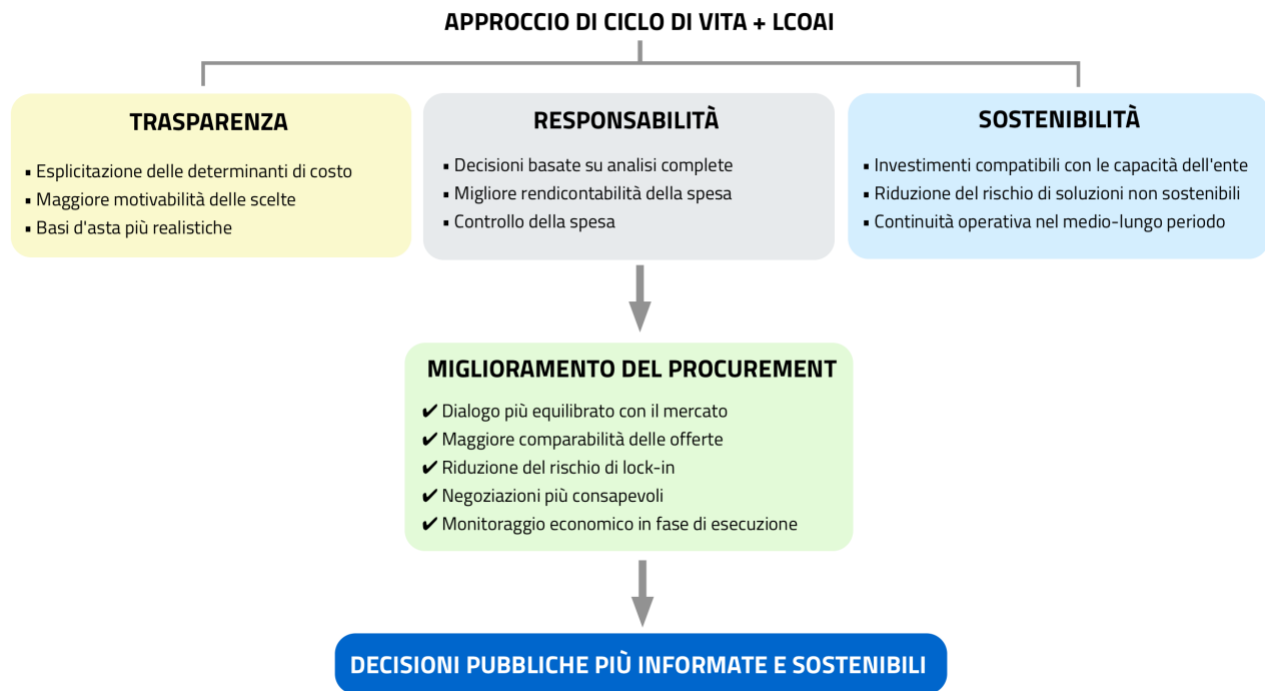 APPROCCIO DI CICLO DI VITA + LCOAI
TRASPARENZA
▪ Esplicitazione delle determinanti di costo
▪ Maggiore motivabilità delle scelte
▪ Basi d'asta più realistiche
RESPONSABILITÀ
▪ Decisioni basate su analisi complete
▪ Migliore rendicontabilità della spesa
▪ Controllo della spesa
SOSTENIBILITÀ
▪ Investimenti compatibili con le capacità dell'ente
▪ Riduzione del rischio di soluzioni non sostenibili
▪ Continuità operativa nel medio-lungo periodo
MIGLIORAMENTO DEL PROCUREMENT
✔ Dialogo più equilibrato con il mercato
✔ Maggiore comparabilità delle offerte
✔ Riduzione del rischio di lock-in
✔ Negoziazioni più consapevoli
✔ Monitoraggio economico in fase di esecuzione
DECISIONI PUBBLICHE PIÙ INFORMATE E SOSTENIBILI